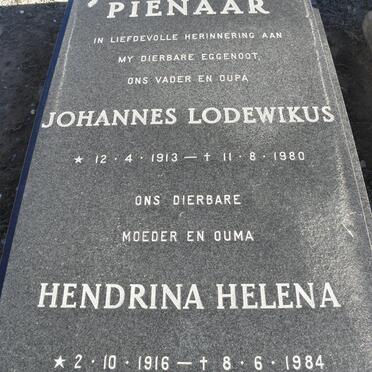 PIENAAR
IN LIEFDEVOLLE HERINNERING AAN
MY DIERBARE EGGENOOT,
ONS VADER EN OUPA
JOHANNES LODEWIKUS
★ 12 · 4 · 1913 — † 11 · 8 · 1980
ONS DIERBARE
MOEDER EN OUMA
HENDRINA HELENA
★ 2 · 10 · 1916 — † 8 · 6 · 1984